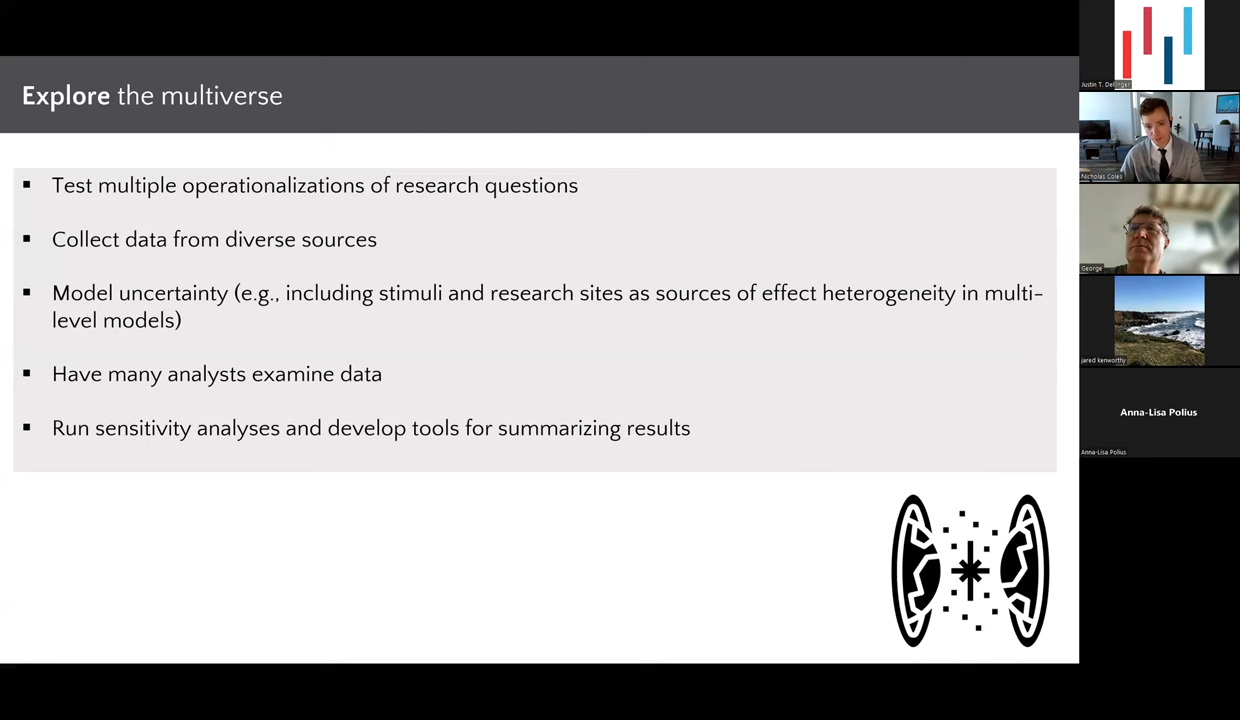 Explore the multiverse
▪ Test multiple operationalizations of research questions
▪ Collect data from diverse sources
▪ Model uncertainty (e.g., including stimuli and research sites as sources of effect heterogeneity in multi-
level models)
▪ Have many analysts examine data
▪ Run sensitivity analyses and develop tools for summarizing results
Justin T. Dellinger
Nicholas Coles
George
jared kenworthy
Anna-Lisa Polius
Anna-Lisa Polius